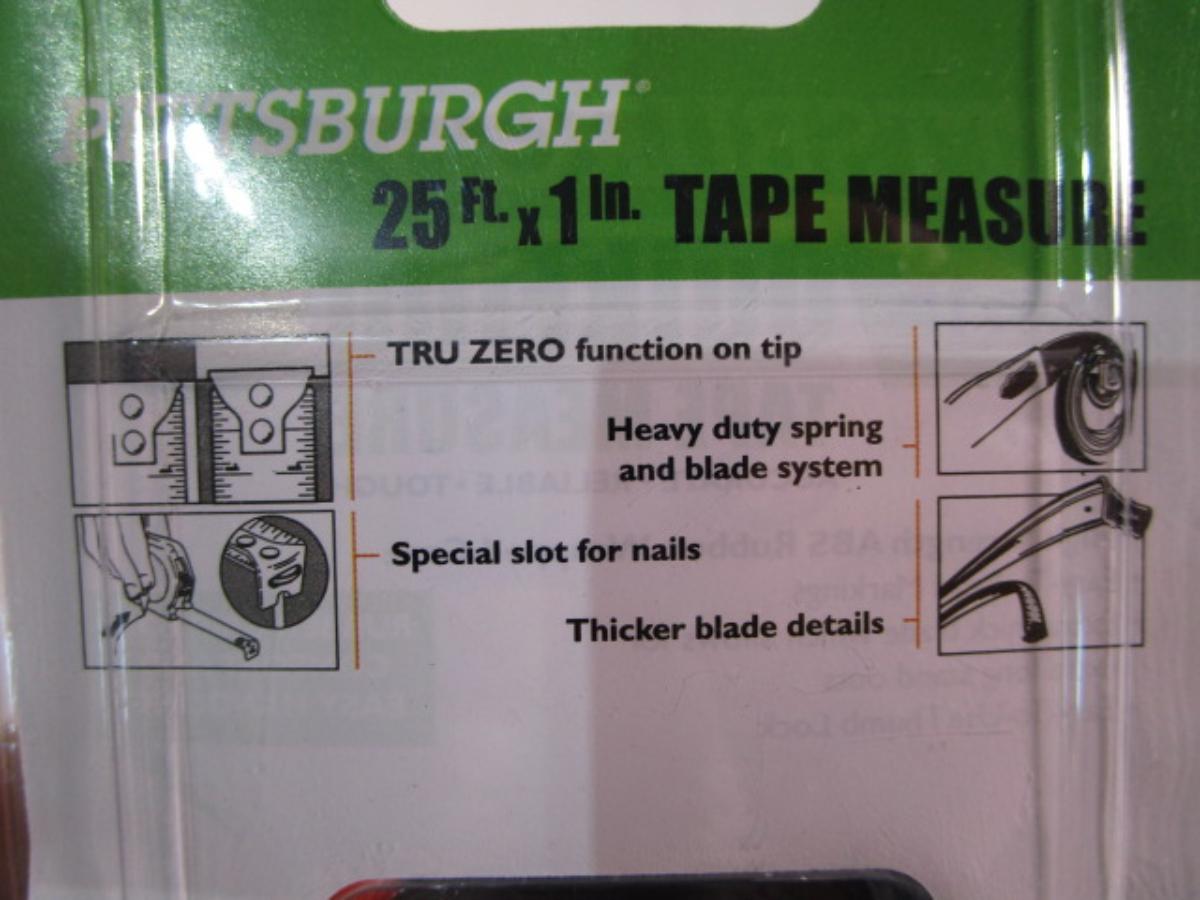 PITTSBURGH®
25 Ft. x 1 In. TAPE MEASURE
TRU ZERO function on tip
Heavy duty spring
and blade system
Special slot for nails
Thicker blade details